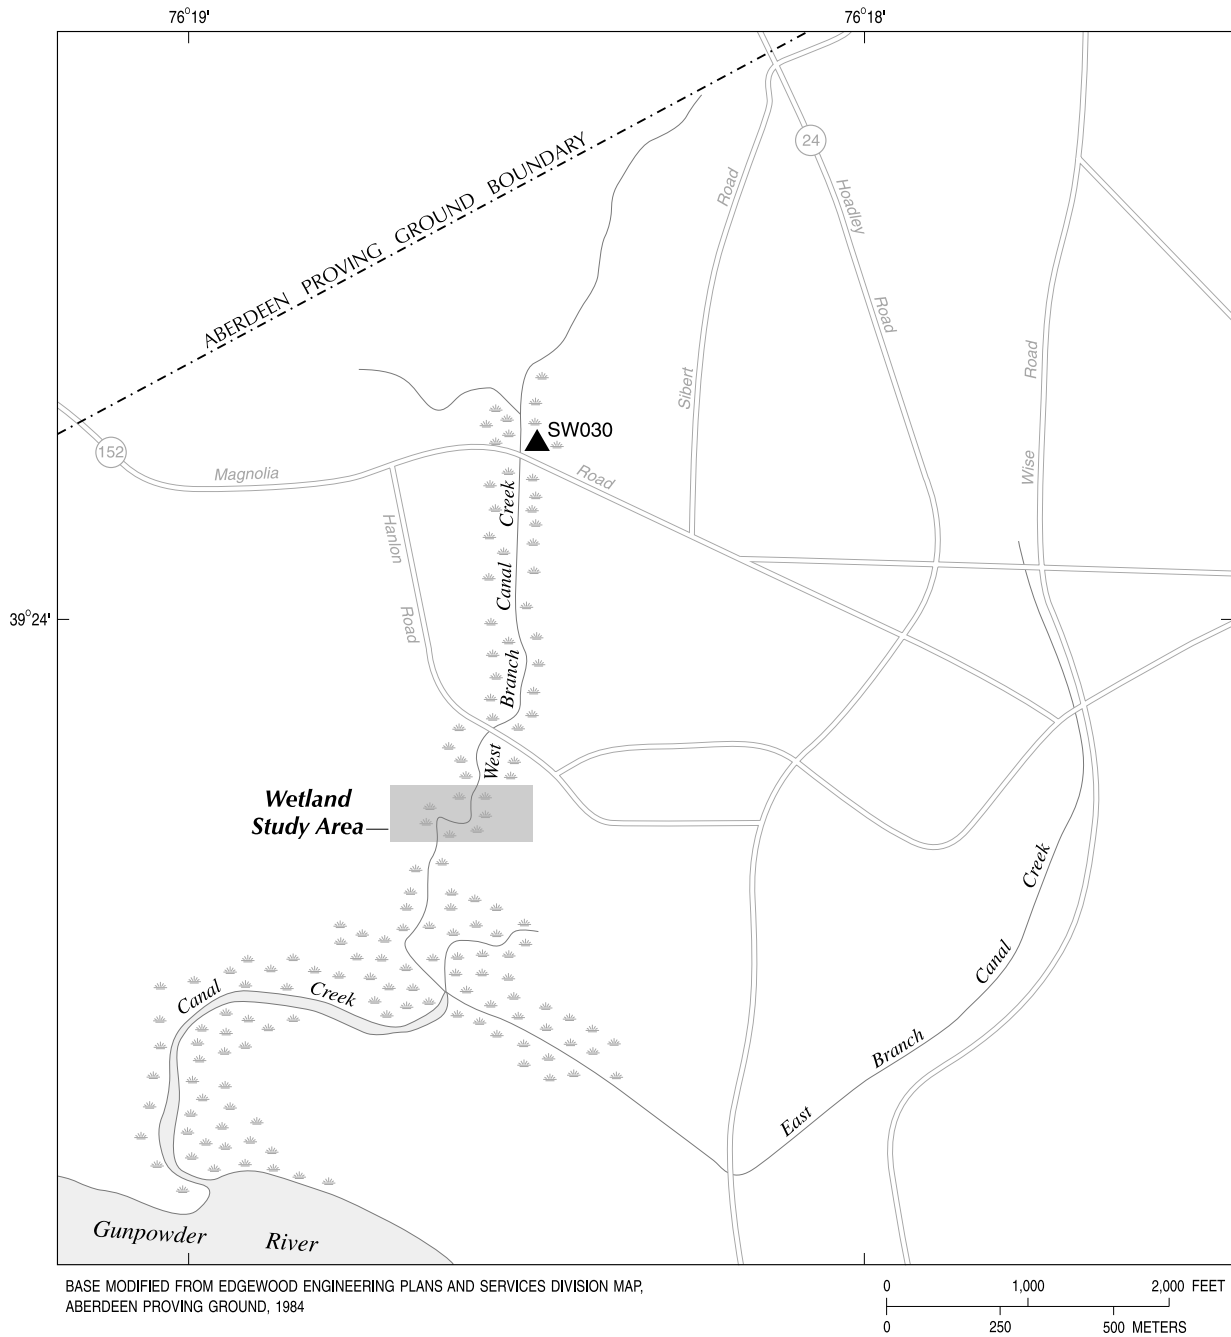 76°19'
76°18'
ABERDEEN PROVING GROUND BOUNDARY
24
Road
Hoadley
Road
Sibert
Road
Wise
SW030
152
Magnolia
Road
Hanlon
Road
Creek
Canal
Branch
West
39°24'
Wetland
Study Area
Creek
Canal
Branch
East
Canal
Creek
Gunpowder
River
BASE MODIFIED FROM EDGEWOOD ENGINEERING PLANS AND SERVICES DIVISION MAP,
ABERDEEN PROVING GROUND, 1984
0 1,000 2,000 FEET
0 250 500 METERS